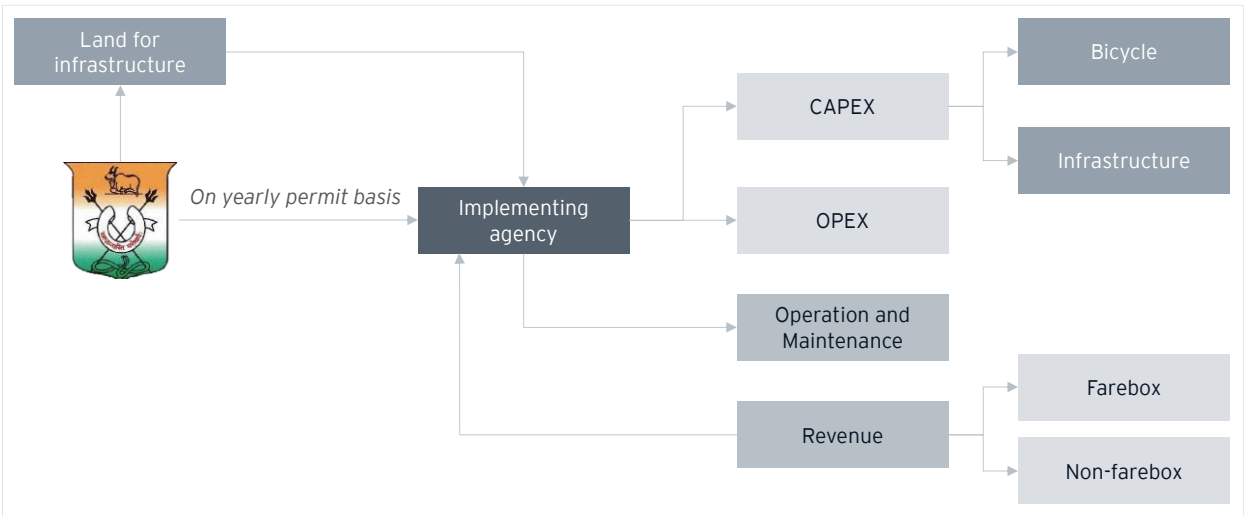 Land for
infrastructure
On yearly permit basis
Implementing
agency
CAPEX
OPEX
Operation and
Maintenance
Revenue
Bicycle
Infrastructure
Farebox
Non-farebox